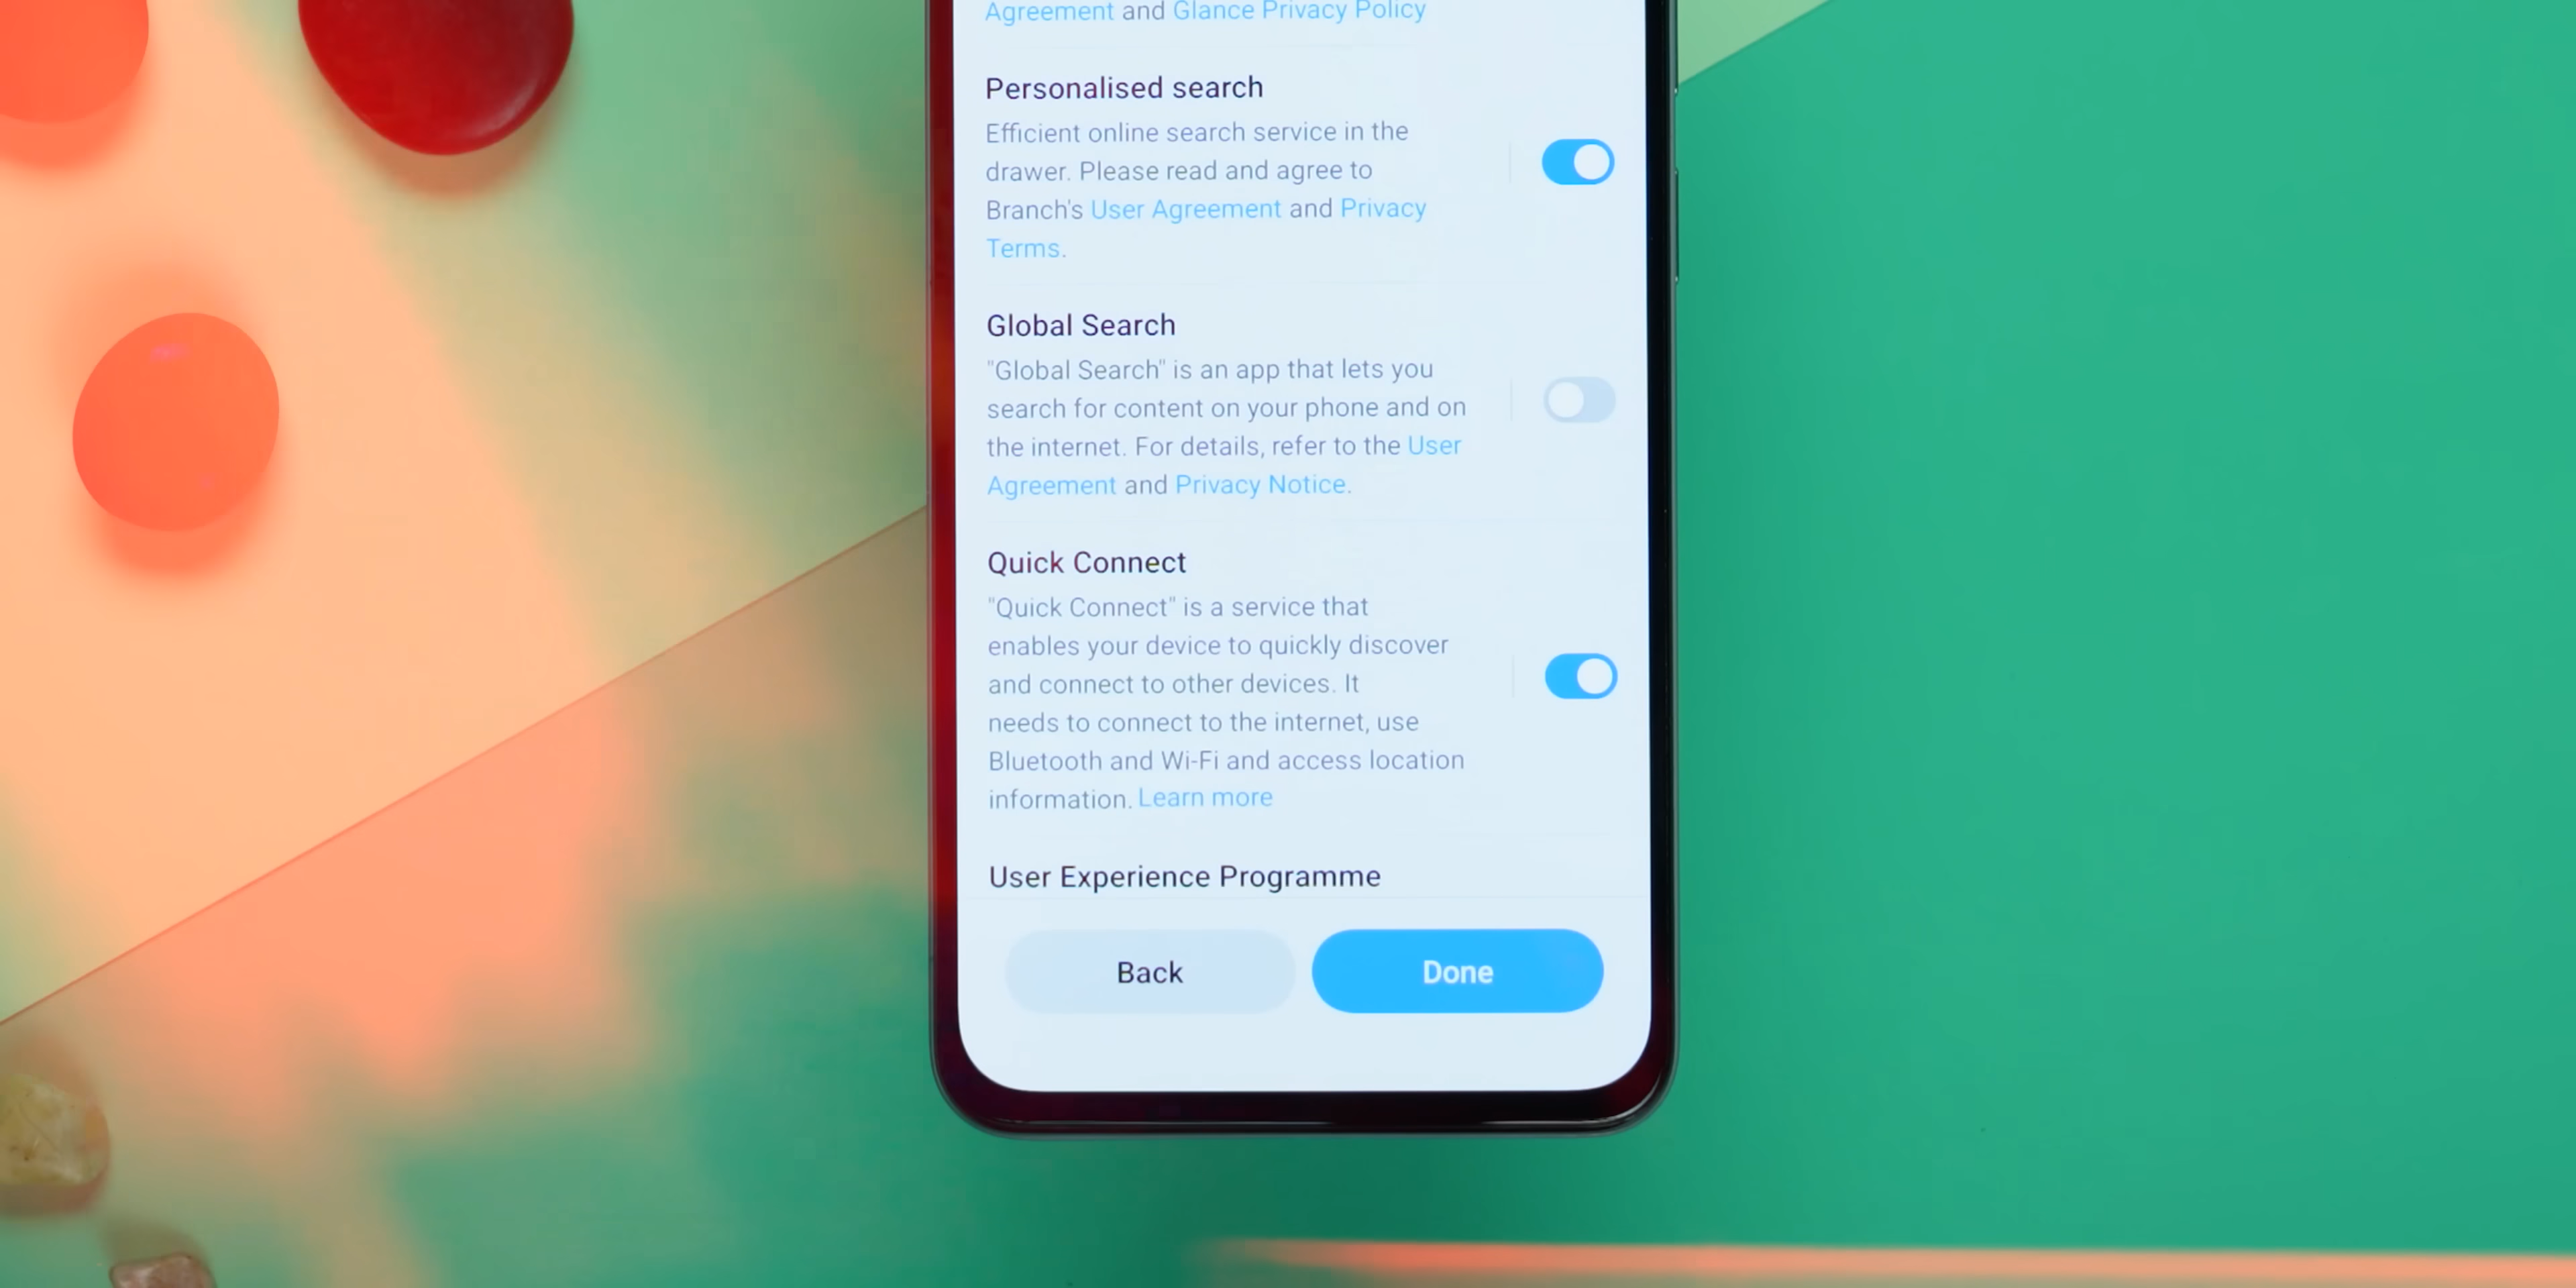 Agreement and Glance Privacy Policy
Personalised search
Efficient online search service in the
drawer. Please read and agree to
Branch's User Agreement and Privacy
Terms.
Global Search
"Global Search" is an app that lets you
search for content on your phone and on
the internet. For details, refer to the User
Agreement and Privacy Notice.
Quick Connect
"Quick Connect" is a service that
enables your device to quickly discover
and connect to other devices. It
needs to connect to the internet, use
Bluetooth and Wi-Fi and access location
information. Learn more
User Experience Programme
Back
Done